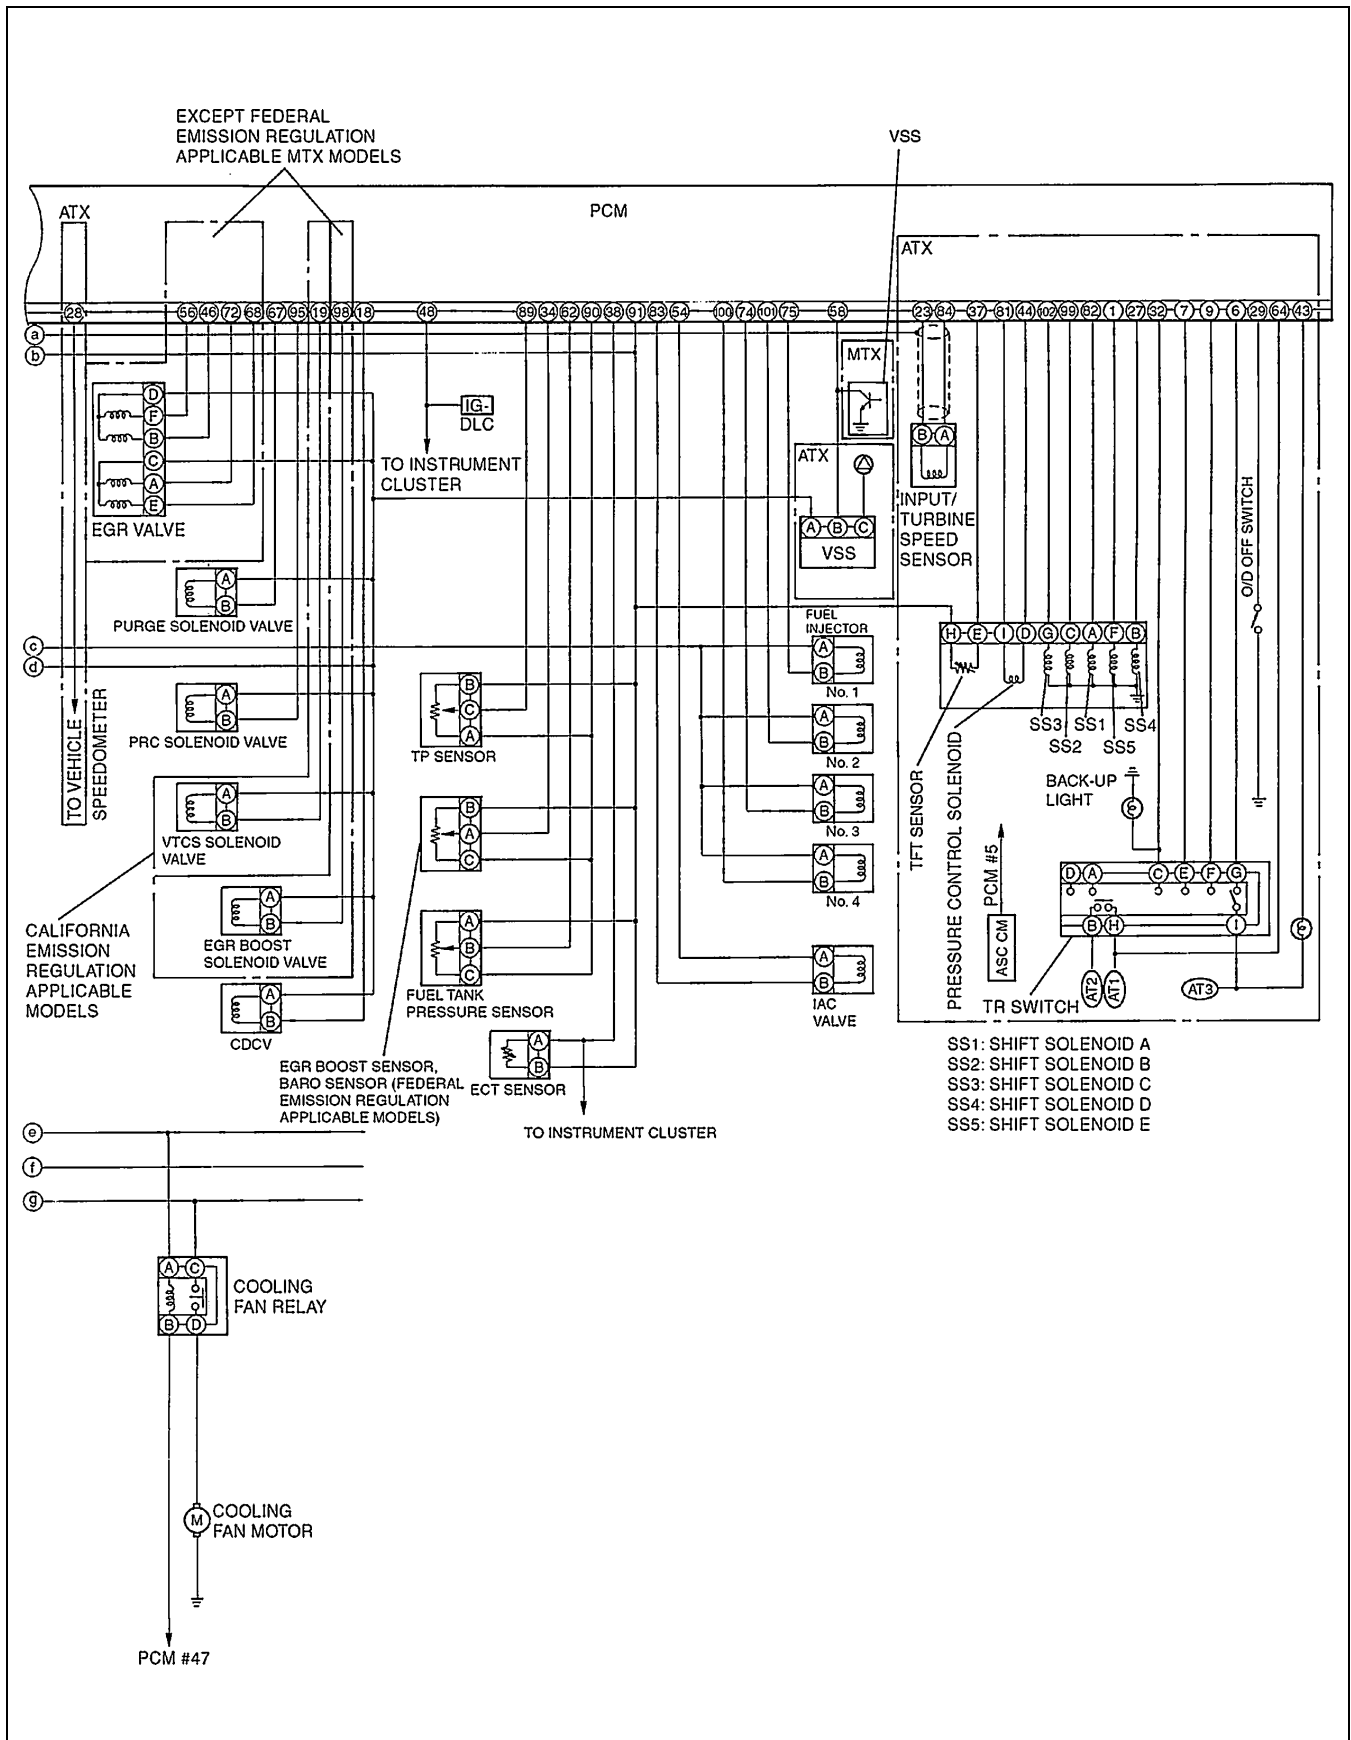 EXCEPT FEDERAL
EMISSION REGULATION
APPLICABLE MTX MODELS
VSS
ATX
PCM
ATX
28 56 46 72 68 67 95 19 98 18 48 89 34 62 90 38 91 83 54 100 74 101 75 58 23 84 37 81 44 102 99 82 1 27 32 7 9 6 29 64 43
a
b
MTX
D
F
B
C
A
E
EGR VALVE
IG-
DLC
TO INSTRUMENT
CLUSTER
B A
INPUT/
TURBINE
SPEED
SENSOR
ATX
A B C
VSS
O/D OFF SWITCH
A
B
PURGE SOLENOID VALVE
c
d
FUEL
INJECTOR
A
B
No. 1
A
B
No. 2
A
B
No. 3
A
B
No. 4
H E I D G C A F B
SS3 SS1 SS4
SS2 SS5
TO VEHICLE
SPEEDOMETER
A
B
PRC SOLENOID VALVE
B
C
A
TP SENSOR
TFT SENSOR
PRESSURE CONTROL SOLENOID
BACK-UP
LIGHT
A
B
VTCS SOLENOID
VALVE
B
A
C
PCM #5
ASC CM
D A C E F G
B H I
AT2 AT1
AT3
TR SWITCH
A
B
EGR BOOST
SOLENOID VALVE
CALIFORNIA
EMISSION
REGULATION
APPLICABLE
MODELS
A
B
C
FUEL TANK
PRESSURE SENSOR
A
B
IAC
VALVE
A
B
CDCV
A
B
ECT SENSOR
EGR BOOST SENSOR,
BARO SENSOR (FEDERAL
EMISSION REGULATION
APPLICABLE MODELS)
TO INSTRUMENT CLUSTER
SS1: SHIFT SOLENOID A
SS2: SHIFT SOLENOID B
SS3: SHIFT SOLENOID C
SS4: SHIFT SOLENOID D
SS5: SHIFT SOLENOID E
e
f
g
A C
B D
COOLING
FAN RELAY
M
COOLING
FAN MOTOR
PCM #47